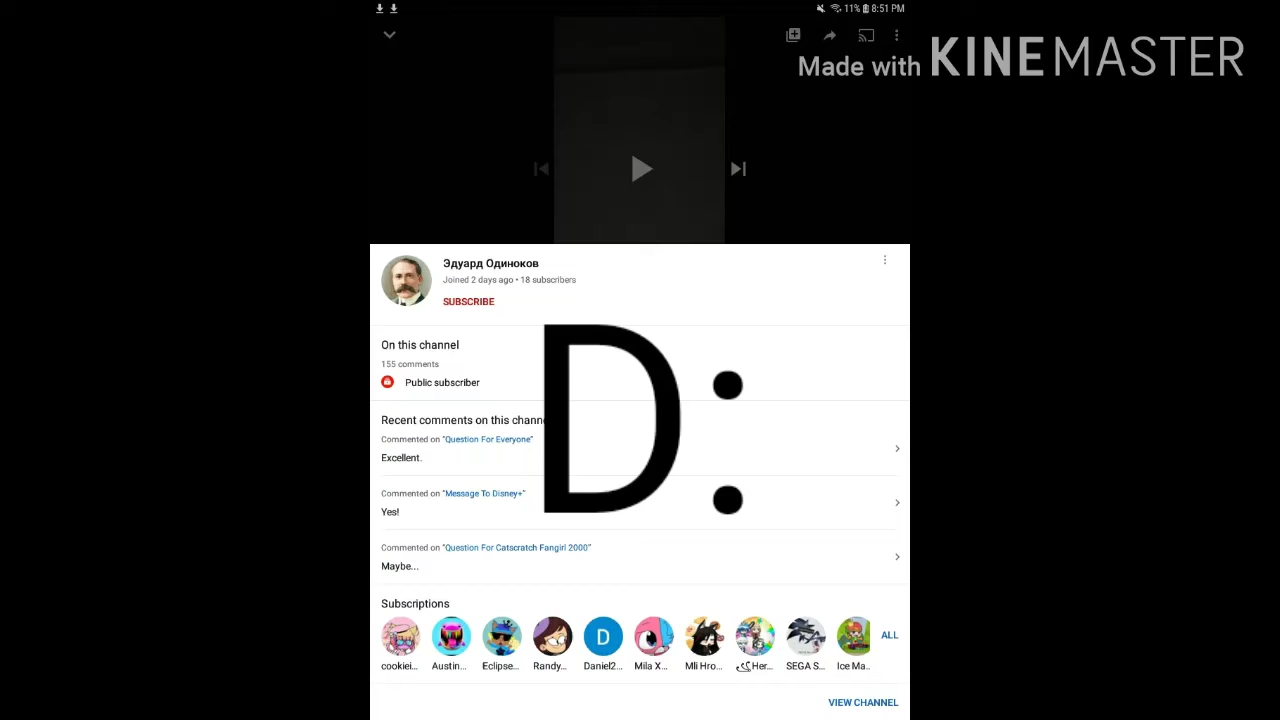 11% 8:51 PM
Made with KINEMASTER
Эдуард Одиноков
Joined 2 days ago • 18 subscribers
SUBSCRIBE
On this channel
155 comments
Public subscriber
D:
Recent comments on this channe
Commented on "Question For Everyone"
Excellent.
Commented on "Message To Disney+"
Yes!
Commented on "Question For Catscratch Fangirl 2000"
Maybe...
Subscriptions
D
ALL
cookiei... Austin... Eclipse... Randy... Daniel2... Mila X... Mli Hro... Her... SEGA S... Ice Ma..
VIEW CHANNEL